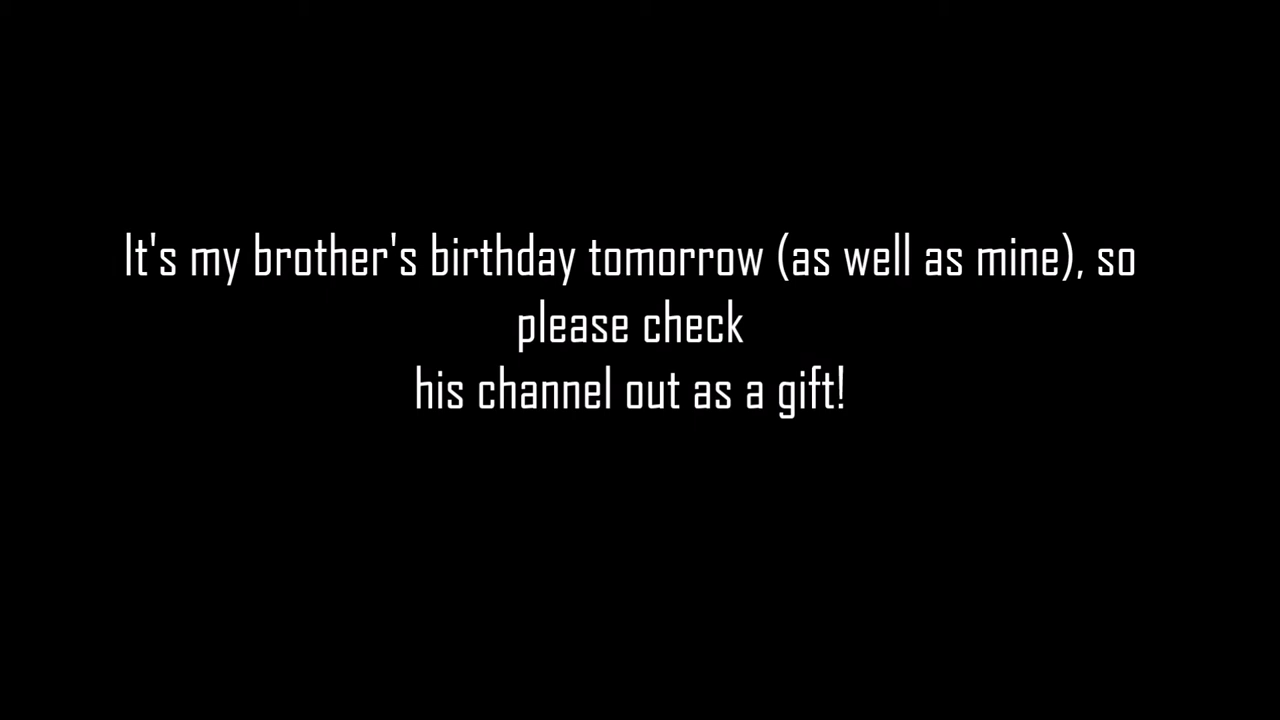 It's my brother's birthday tomorrow (as well as mine), so
please check
his channel out as a gift!